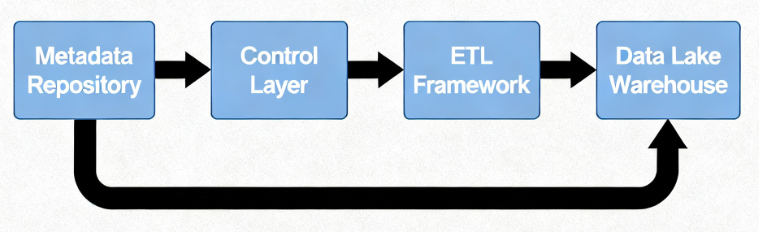 Metadata
Repository
Control
Layer
ETL
Framework
Data Lake
Warehouse